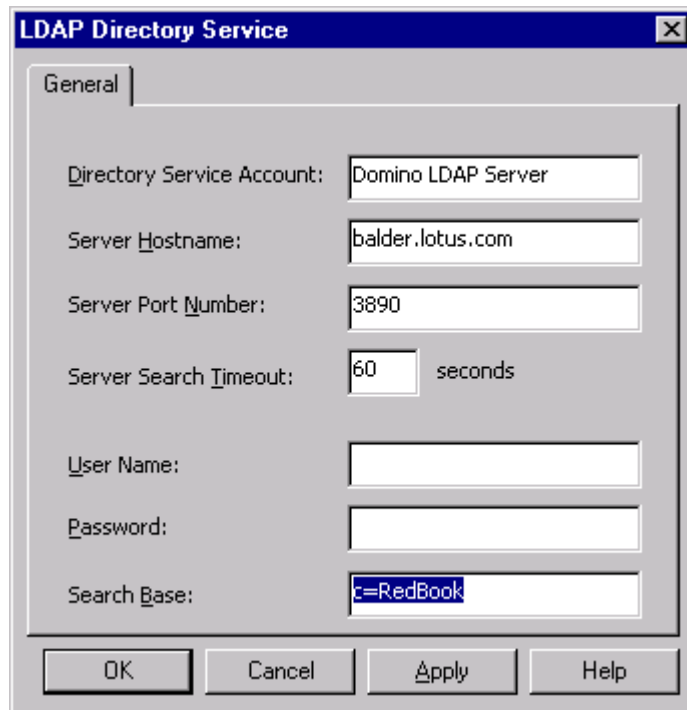 LDAP Directory Service
General
Directory Service Account: Domino LDAP Server
Server Hostname: balder.lotus.com
Server Port Number: 3890
Server Search Timeout: 60 seconds
User Name:
Password:
Search Base: c=RedBook
OK Cancel Apply Help